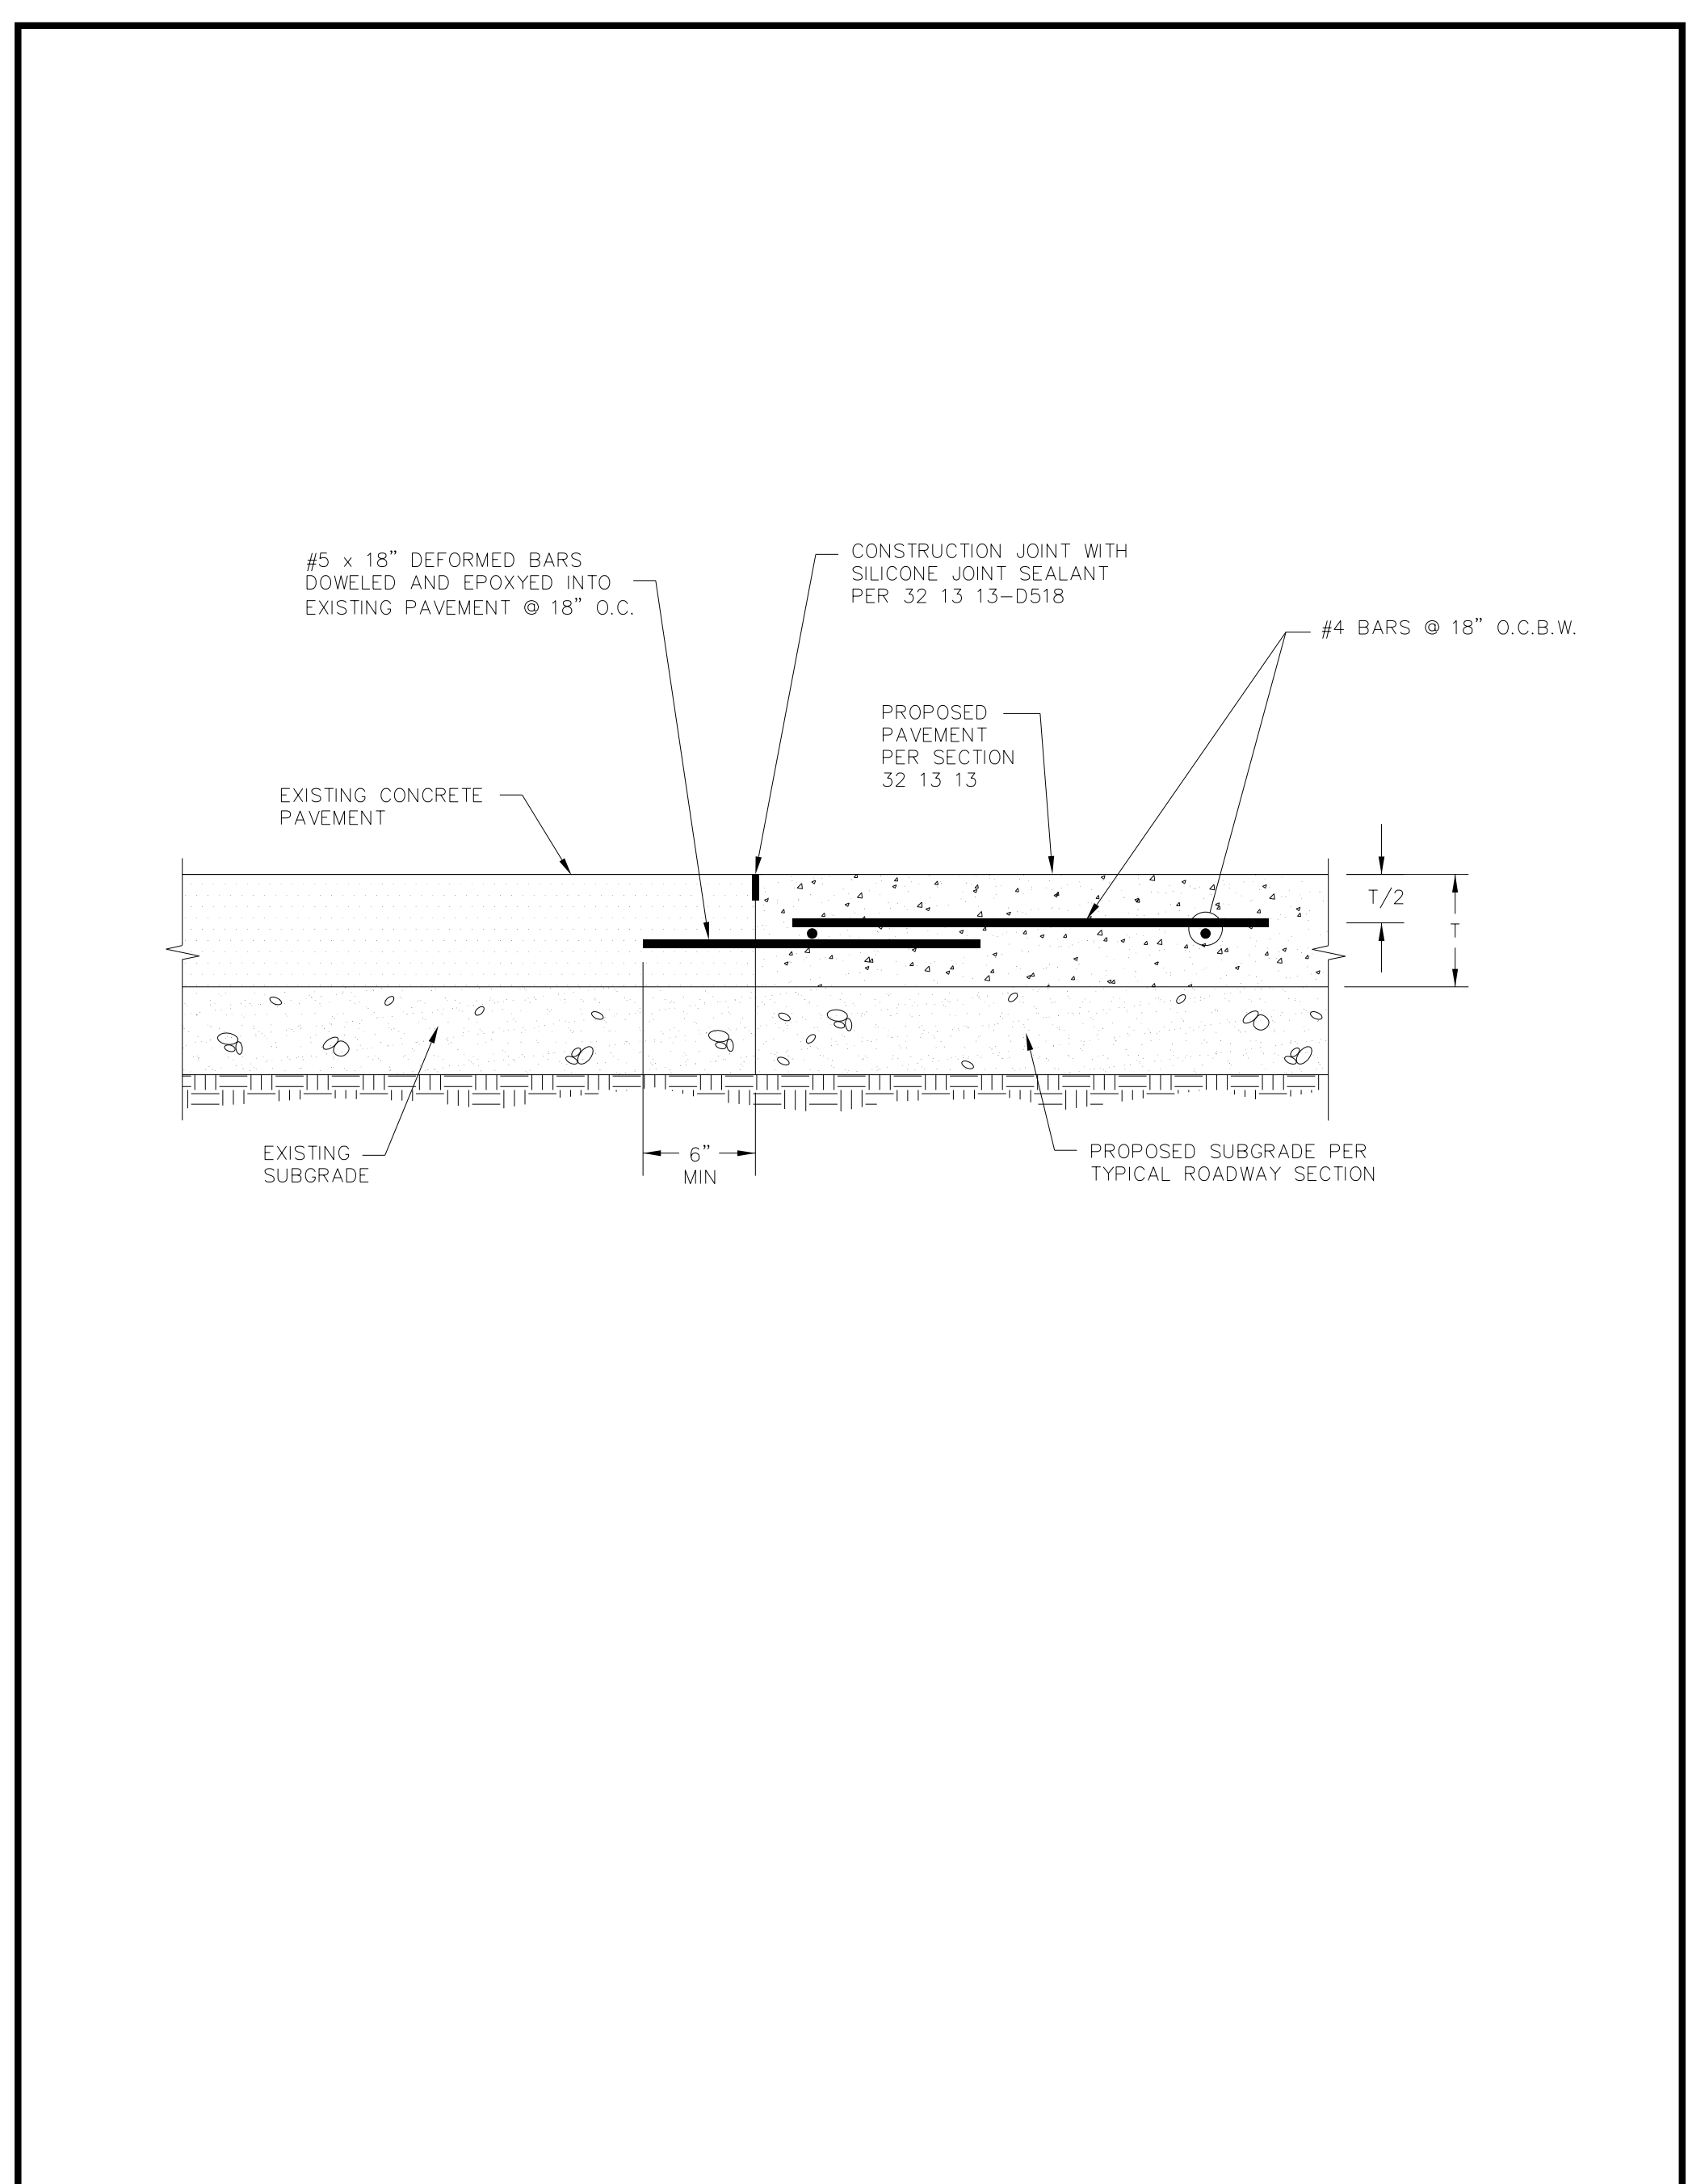 #5 x 18" DEFORMED BARS
DOWELED AND EPOXYED INTO
EXISTING PAVEMENT @ 18" O.C.
CONSTRUCTION JOINT WITH
SILICONE JOINT SEALANT
PER 32 13 13-D518
#4 BARS @ 18" O.C.B.W.
PROPOSED
PAVEMENT
PER SECTION
32 13 13
EXISTING CONCRETE
PAVEMENT
T/2
T
EXISTING
SUBGRADE
6"
MIN
PROPOSED SUBGRADE PER
TYPICAL ROADWAY SECTION